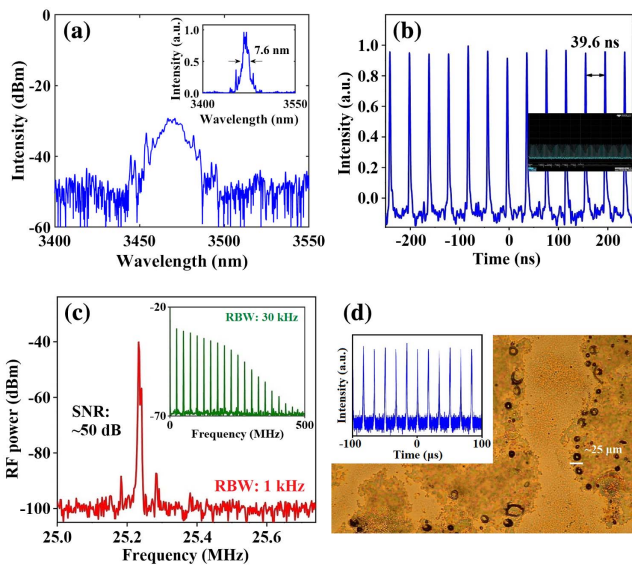 (a)
Intensity (dBm)
0
-20
-40
-60
3400
3450
3500
3550
Wavelength (nm)
Intensity (a.u.)
1.0
0.5
0.0
7.6 nm
3400
3550
Wavelength (nm)
(b)
39.6 ns
Intensity (a.u.)
1.0
0.8
0.6
0.4
0.2
0.0
-200
-100
0
100
200
Time (ns)
(c)
RF power (dBm)
-20
-40
-60
-80
-100
SNR:
~50 dB
RBW: 1 kHz
25.0
25.2
25.4
25.6
Frequency (MHz)
-20
-70
RBW: 30 kHz
0
500
Frequency (MHz)
(d)
Intensity (a.u.)
-100
-50
0
50
100
Time (μs)
~25 μm